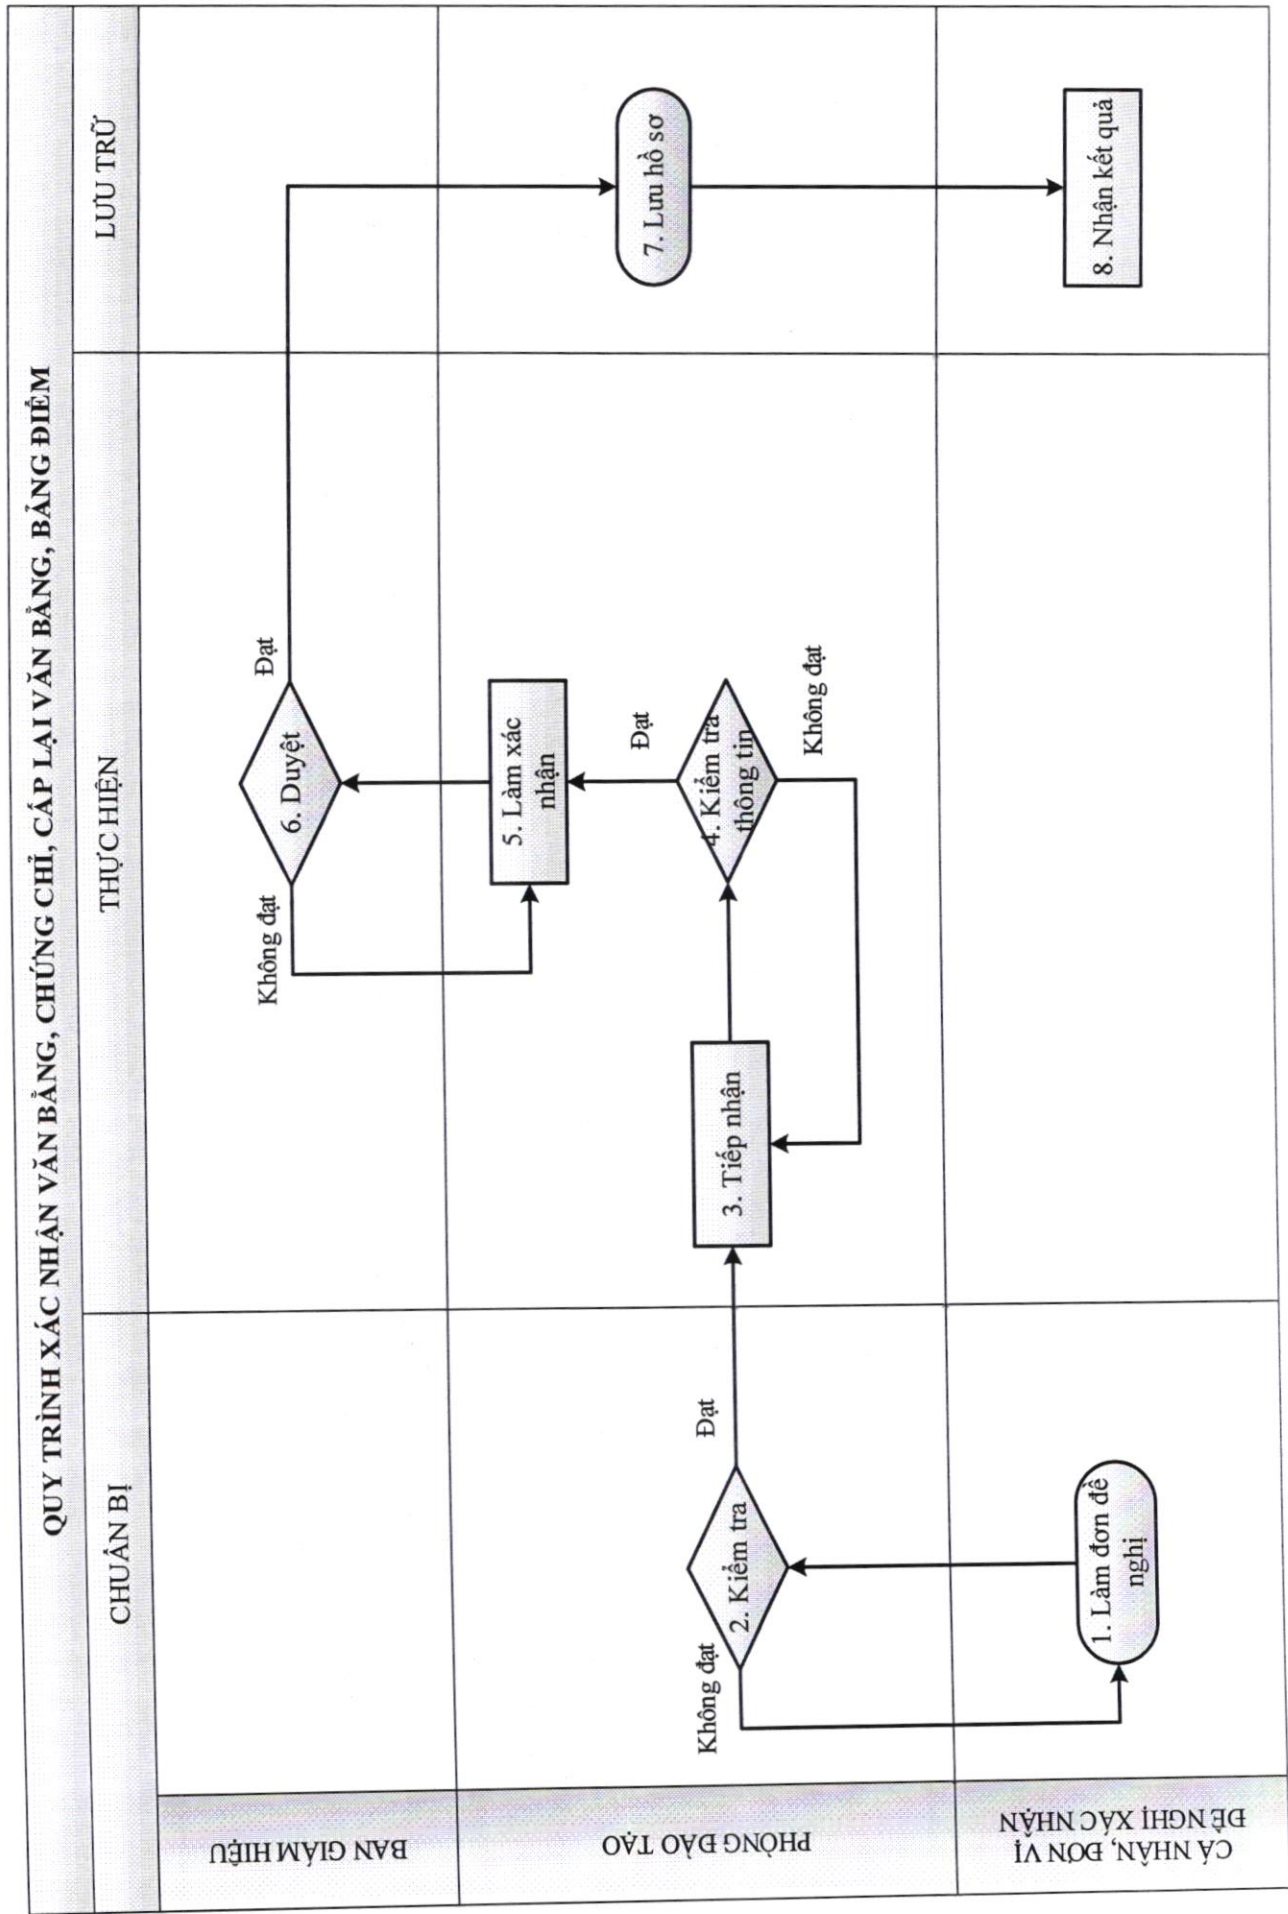 QUY TRÌNH XÁC NHẬN VĂN BẰNG, CHỨNG CHỈ, CẤP LẠI VĂN BẰNG, BẢNG ĐIỂM
CHUẨN BỊ
THỰC HIỆN
LƯU TRỮ
BAN GIÁM HIỆU
Không đạt
6. Duyệt
Đạt
PHÒNG ĐÀO TẠO
Không đạt
2. Kiểm tra
Đạt
3. Tiếp nhận
5. Làm xác
nhận
Đạt
4. Kiểm tra
thông tin
Không đạt
7. Lưu hồ sơ
CÁ NHÂN, ĐƠN VỊ
ĐỀ NGHỊ XÁC NHẬN
1. Làm đơn đề
nghị
8. Nhận kết quả